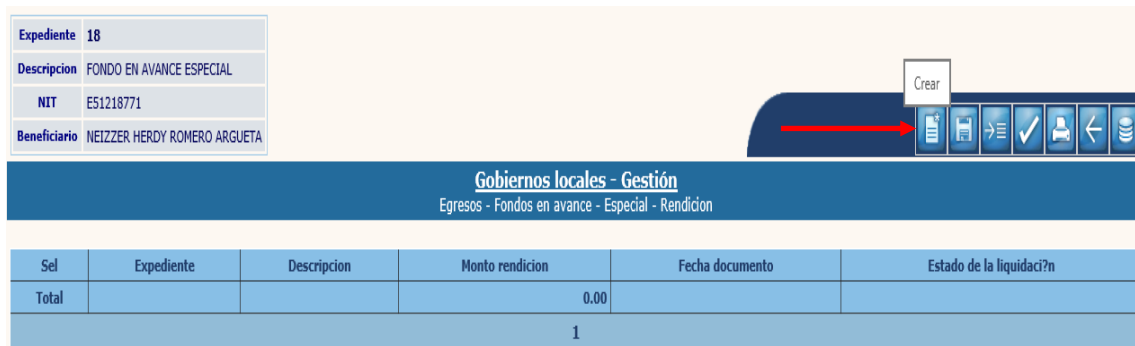 Expediente 18
Descripcion FONDO EN AVANCE ESPECIAL
NIT E51218771
Beneficiario NEIZZER HERDY ROMERO ARGUETA
Crear
Gobiernos locales - Gestión
Egresos - Fondos en avance - Especial - Rendicion
Sel Expediente Descripcion Monto rendicion Fecha documento Estado de la liquidaci?n
Total 0.00
1